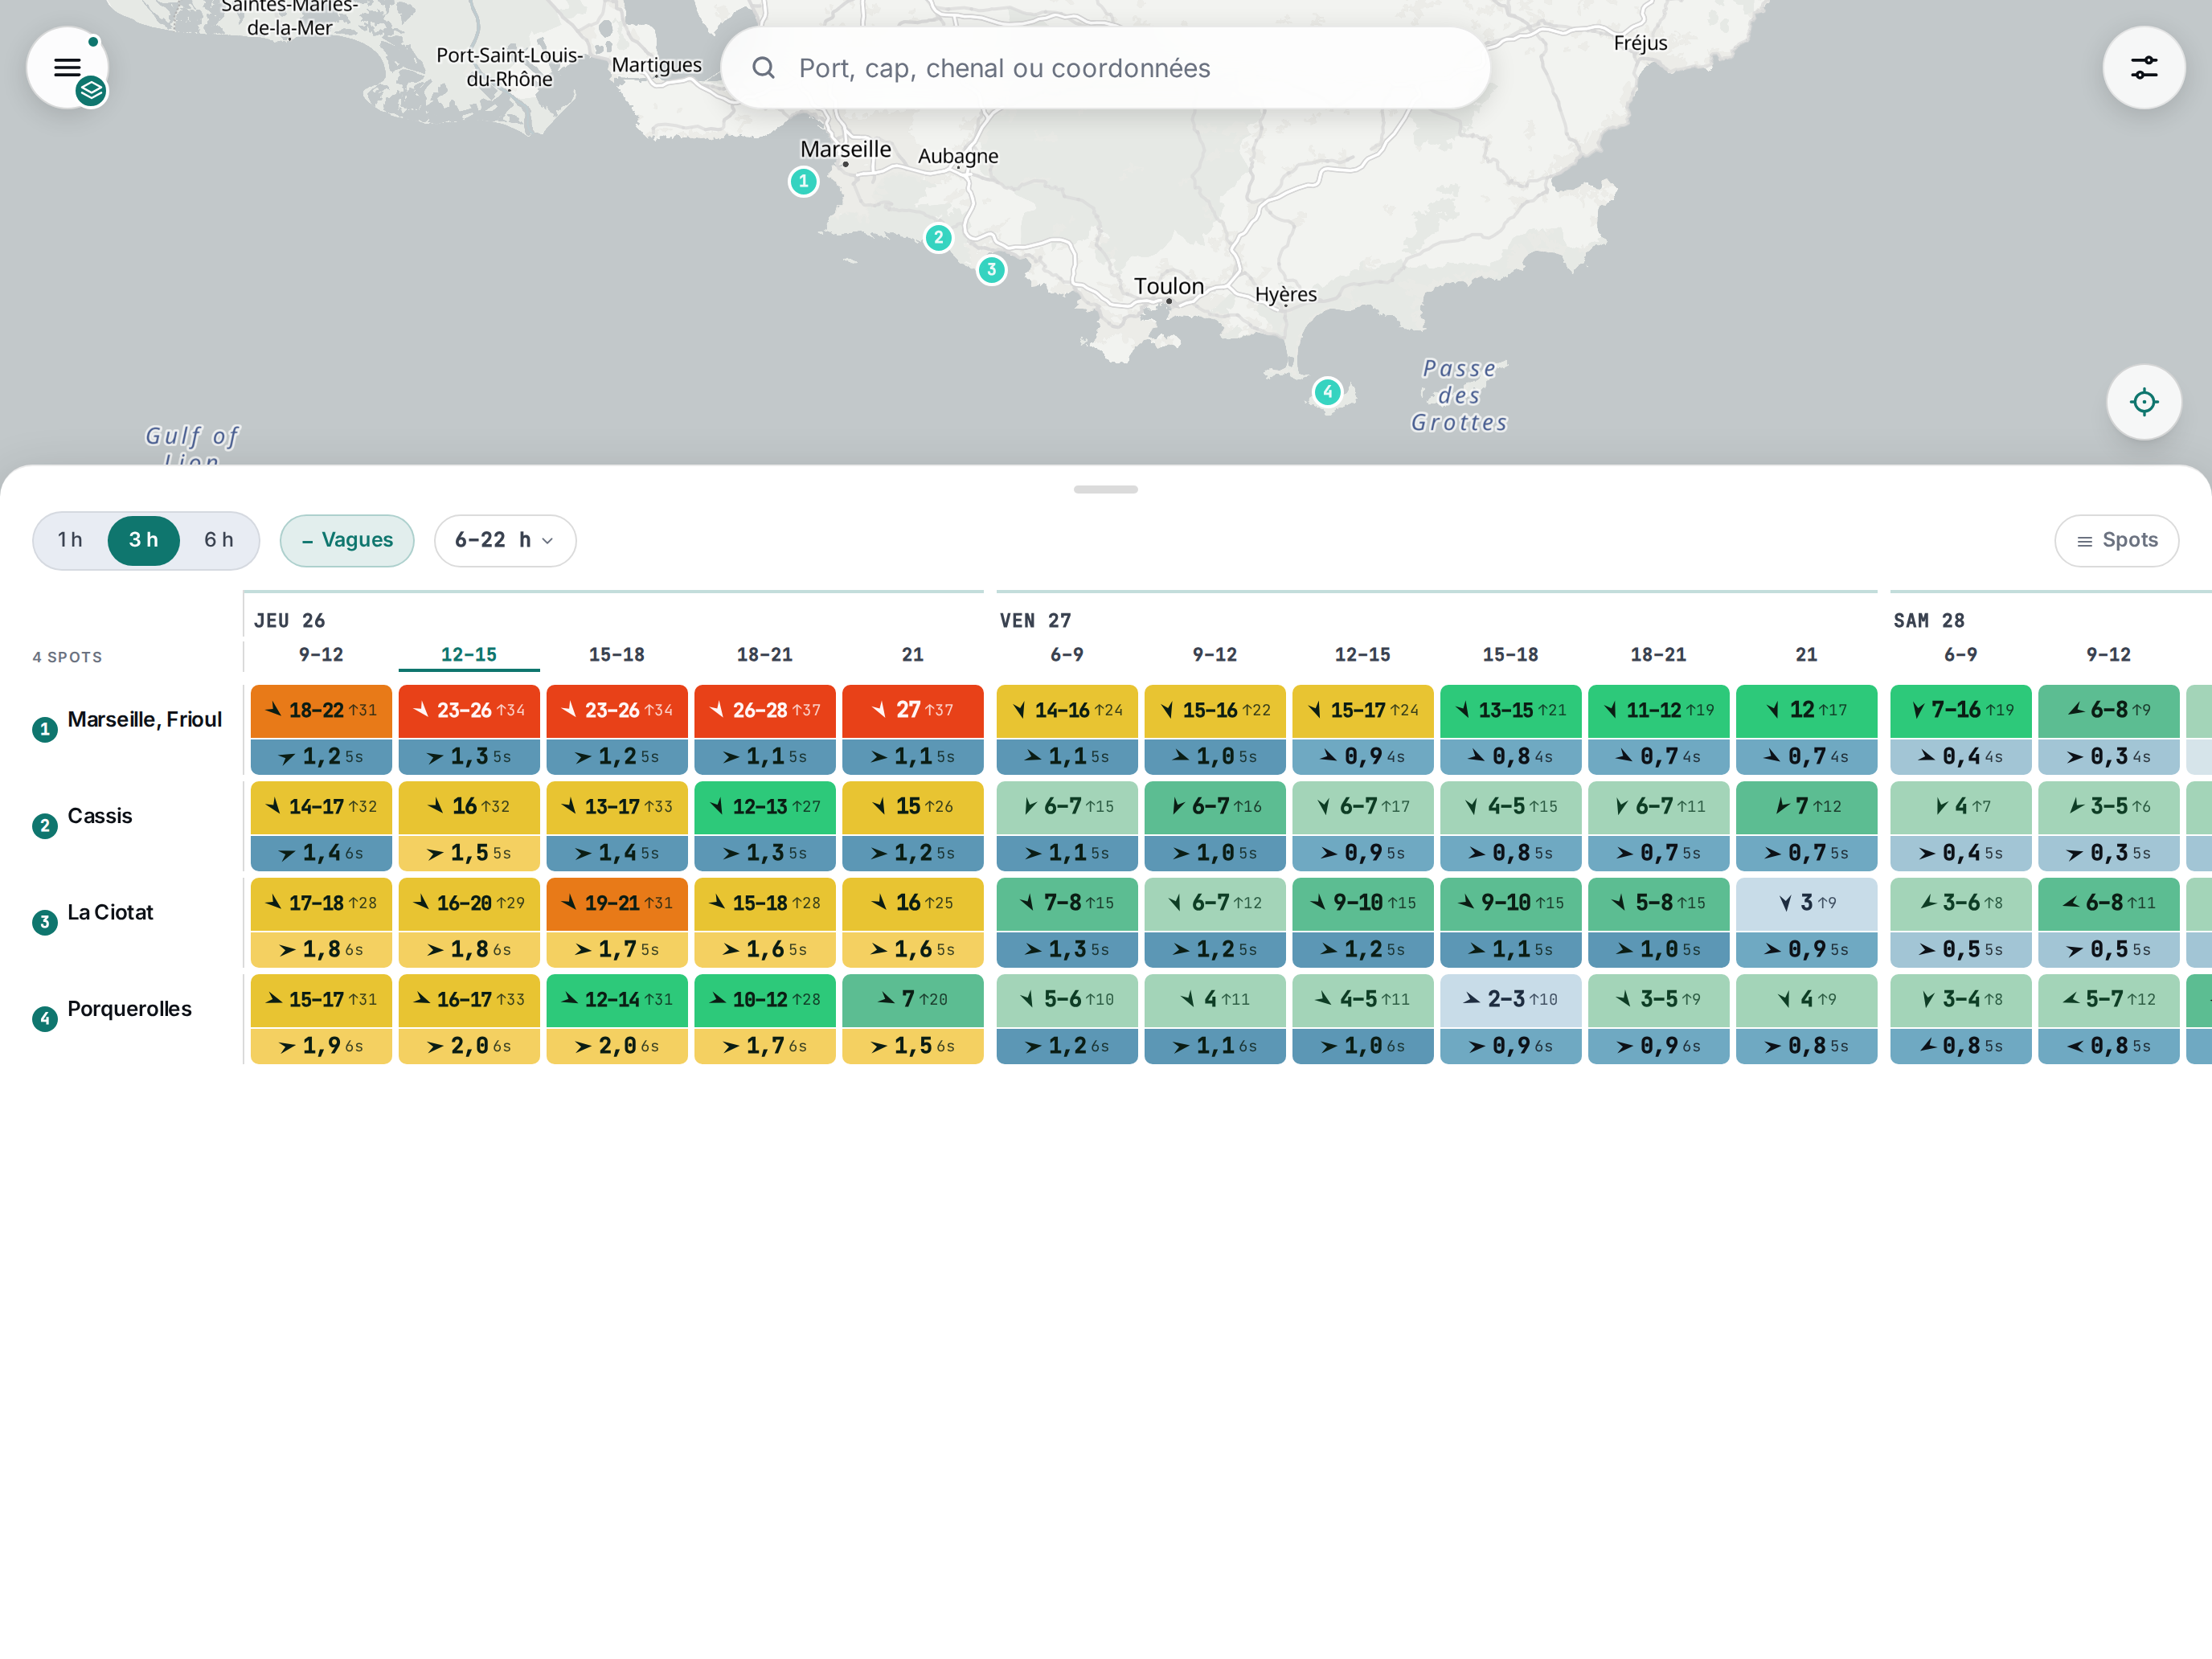 Saintes-Maries-
de-la-Mer
Port-Saint-Louis-
du-Rhône
Martigues
Port, cap, chenal ou coordonnées
Fréjus
Marseille
Aubagne
1
2
3
Toulon
Hyères
4
Passe
des
Grottes
Gulf of
Lion
1 h 3 h 6 h – Vagues 6–22 h Spots
JEU 26 VEN 27 SAM 28
4 SPOTS 9–12 12–15 15–18 18–21 21 6–9 9–12 12–15 15–18 18–21 21 6–9 9–12
1 Marseille, Frioul 18–22 ↑31 23–26 ↑34 23–26 ↑34 26–28 ↑37 27 ↑37 14–16 ↑24 15–16 ↑22 15–17 ↑24 13–15 ↑21 11–12 ↑19 12 ↑17 7–16 ↑19 6–8 ↑9
1,2 5s 1,3 5s 1,2 5s 1,1 5s 1,1 5s 1,1 5s 1,0 5s 0,9 4s 0,8 4s 0,7 4s 0,7 4s 0,4 4s 0,3 4s
2 Cassis 14–17 ↑32 16 ↑32 13–17 ↑33 12–13 ↑27 15 ↑26 6–7 ↑15 6–7 ↑16 6–7 ↑17 4–5 ↑15 6–7 ↑11 7 ↑12 4 ↑7 3–5 ↑6
1,4 6s 1,5 5s 1,4 5s 1,3 5s 1,2 5s 1,1 5s 1,0 5s 0,9 5s 0,8 5s 0,7 5s 0,7 5s 0,4 5s 0,3 5s
3 La Ciotat 17–18 ↑28 16–20 ↑29 19–21 ↑31 15–18 ↑28 16 ↑25 7–8 ↑15 6–7 ↑12 9–10 ↑15 9–10 ↑15 5–8 ↑15 3 ↑9 3–6 ↑8 6–8 ↑11
1,8 6s 1,8 6s 1,7 5s 1,6 5s 1,6 5s 1,3 5s 1,2 5s 1,2 5s 1,1 5s 1,0 5s 0,9 5s 0,5 5s 0,5 5s
4 Porquerolles 15–17 ↑31 16–17 ↑33 12–14 ↑31 10–12 ↑28 7 ↑20 5–6 ↑10 4 ↑11 4–5 ↑11 2–3 ↑10 3–5 ↑9 4 ↑9 3–4 ↑8 5–7 ↑12
1,9 6s 2,0 6s 2,0 6s 1,7 6s 1,5 6s 1,2 6s 1,1 6s 1,0 6s 0,9 6s 0,9 6s 0,8 5s 0,8 5s 0,8 5s